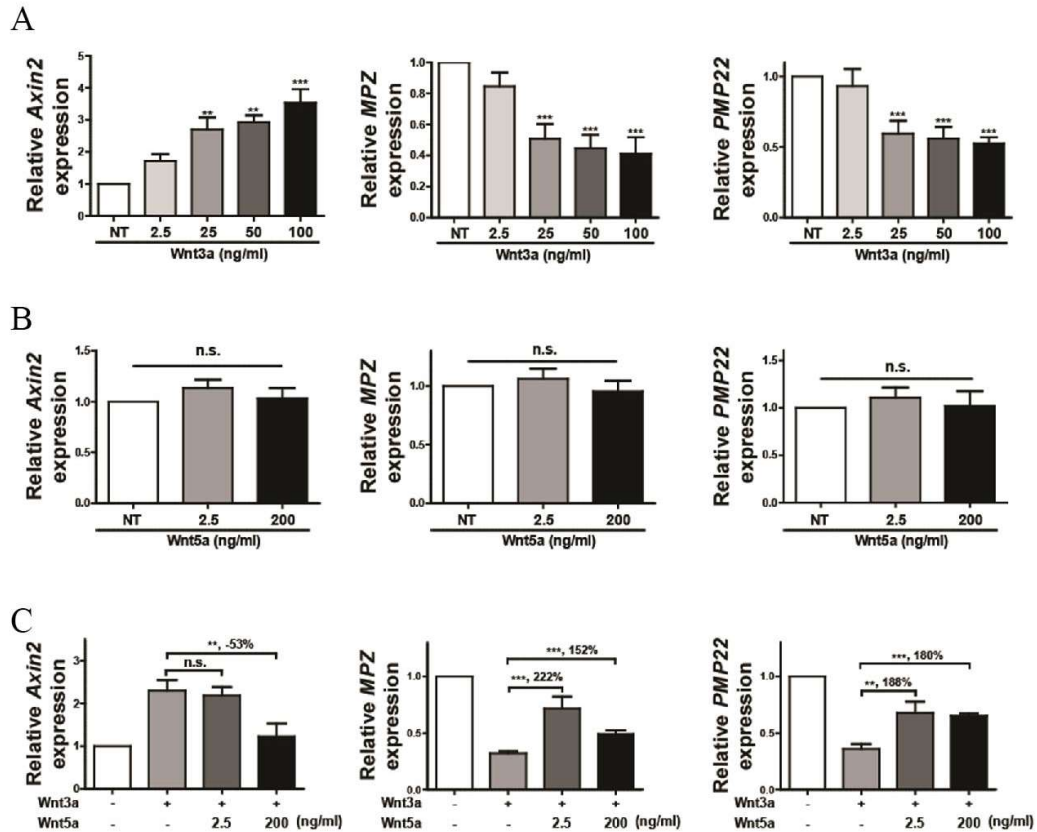 A
Relative Axin2 expression
5
4
3
2
1
0
** ** ***
NT 2.5 25 50 100
Wnt3a (ng/ml)
Relative MPZ expression
1.0
0.8
0.6
0.4
0.2
0.0
*** *** ***
NT 2.5 25 50 100
Wnt3a (ng/ml)
Relative PMP22 expression
1.0
0.5
0.0
*** *** ***
NT 2.5 25 50 100
Wnt3a (ng/ml)
B
Relative Axin2 expression
1.5
1.0
0.5
0.0
n.s.
NT 2.5 200
Wnt5a (ng/ml)
Relative MPZ expression
1.0
0.5
0.0
n.s.
NT 2.5 200
Wnt5a (ng/ml)
Relative PMP22 expression
1.5
1.0
0.5
0.0
n.s.
NT 2.5 200
Wnt5a (ng/ml)
C
Relative Axin2 expression
2
1
0
**, -53%
n.s.
Wnt3a - + + +
Wnt5a - - 2.5 200 (ng/ml)
Relative MPZ expression
1.0
0.5
0.0
***, 152%
***, 222%
Wnt3a - + + +
Wnt5a - - 2.5 200 (ng/ml)
Relative PMP22 expression
1.0
0.5
0.0
***, 180%
**, 188%
Wnt3a - + + +
Wnt5a - - 2.5 200 (ng/ml)